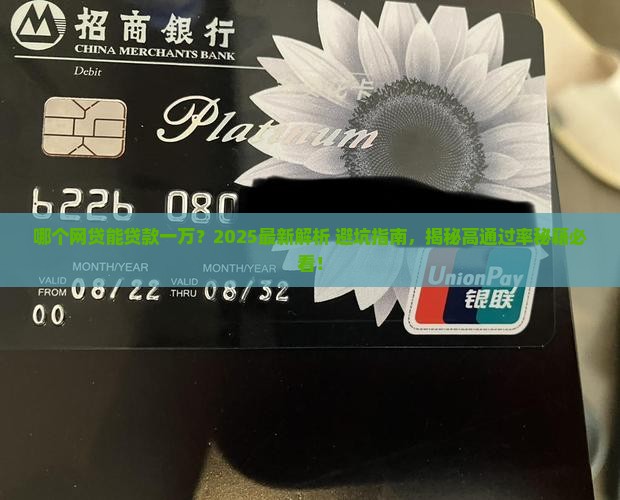 招商銀行
CHINA MERCHANTS BANK
Debit
化卡
Platinum
6226 080
哪个网贷能贷款一万？2025最新解析 避坑指南，揭秘高通过率秘籍必
看！
MONTH/YEAR MONTH/YEAR
VALID FROM 08/22 VALID THRU 08/32
00
UnionPay
银联